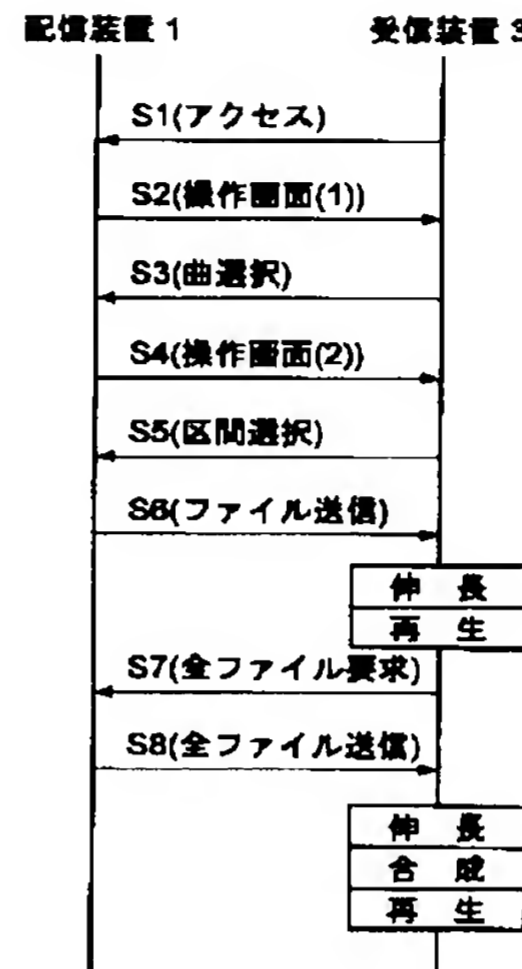 配信装置 1
受信装置 3
S1(アクセス)
S2(操作画面(1))
S3(曲選択)
S4(操作画面(2))
S5(区間選択)
S6(ファイル送信)
伸 長
再 生
S7(全ファイル要求)
S8(全ファイル送信)
伸 長
合 成
再 生